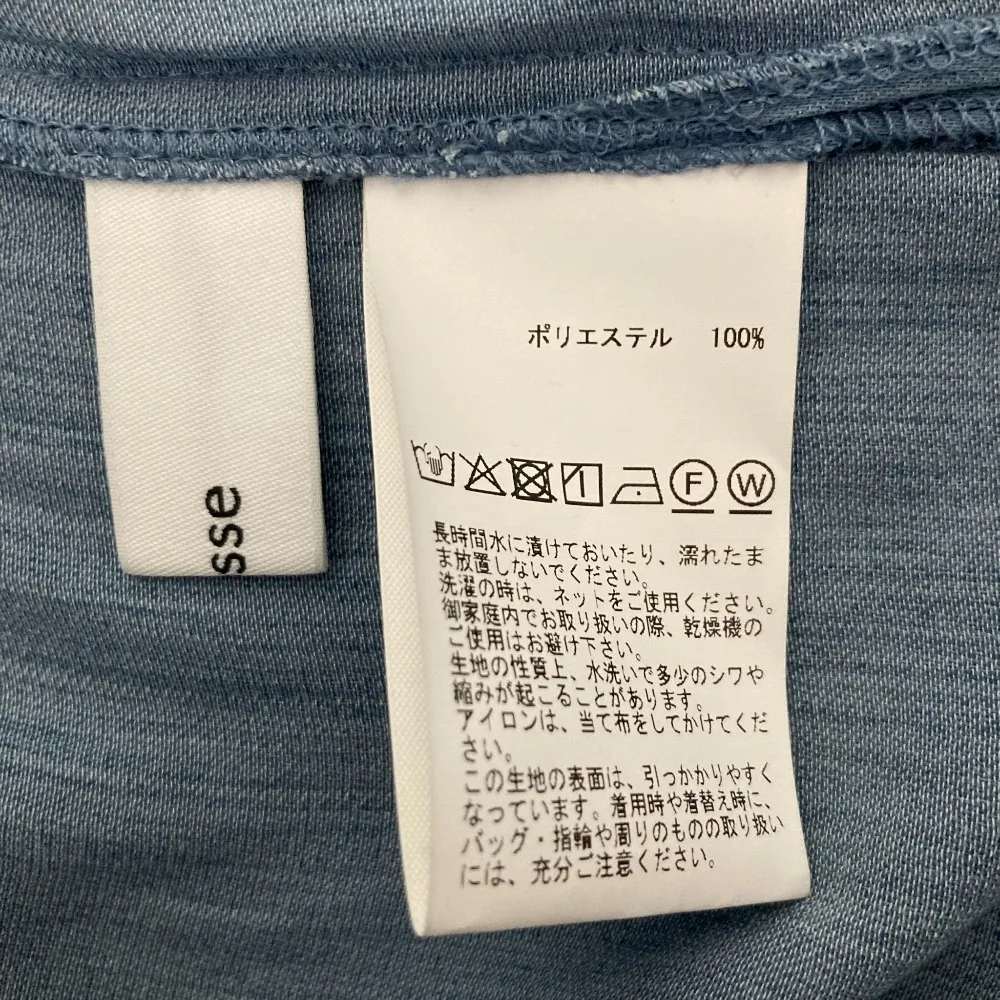 sse
ポリエステル 100%
F W
長時間水に漬けておいたり、濡れたま
ま放置しないでください。
洗濯の時は、ネットをご使用ください。
御家庭内でお取り扱いの際、乾燥機の
ご使用はお避け下さい。
生地の性質上、水洗いで多少のシワや
縮みが起こることがあります。
アイロンは、当て布をしてかけてくだ
さい。
この生地の表面は、引っかかりやすく
なっています。着用時や着替え時に、
バッグ・指輪や周りのものの取り扱い
には、充分ご注意ください。